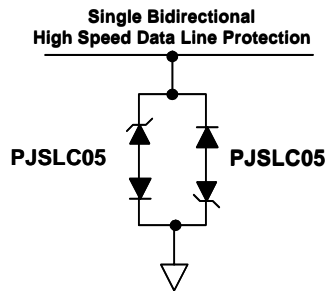 Single Bidirectional
High Speed Data Line Protection
PJSLC05
PJSLC05